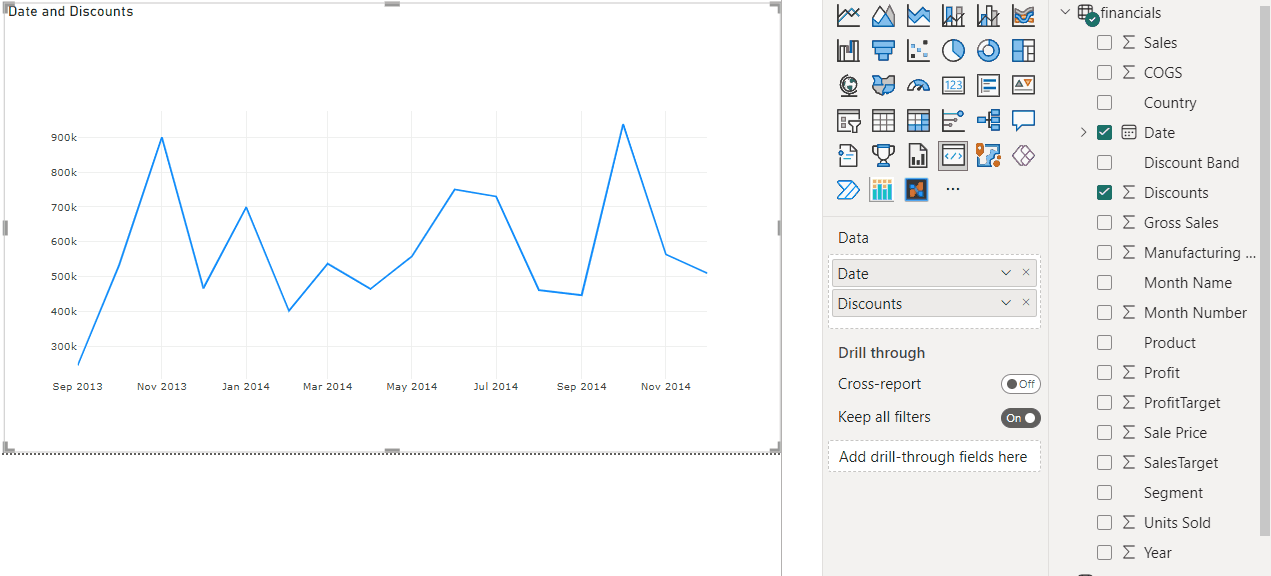 Date and Discounts
900k
800k
700k
600k
500k
400k
300k
Sep 2013 Nov 2013 Jan 2014 Mar 2014 May 2014 Jul 2014 Sep 2014 Nov 2014
123
Data
Date
Discounts
Drill through
Cross-report Off
Keep all filters On
Add drill-through fields here
financials
Σ Sales
Σ COGS
Country
Date
Discount Band
Σ Discounts
Σ Gross Sales
Σ Manufacturing ...
Month Name
Σ Month Number
Product
Σ Profit
Σ ProfitTarget
Σ Sale Price
Σ SalesTarget
Segment
Σ Units Sold
Σ Year